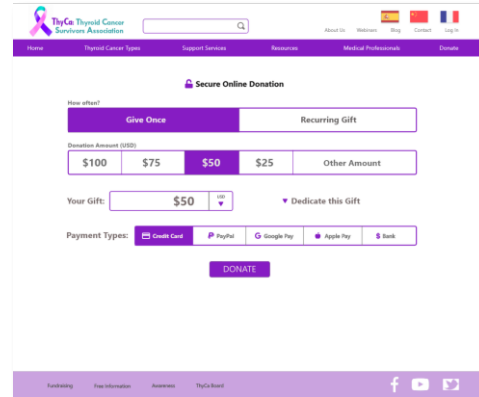 ThyCa: Thyroid Cancer
Survivors Association
About Us Webinars Blog Contact Log In
Home Thyroid Cancer Types Support Services Resources Medical Professionals Donate
Secure Online Donation
How often?
Give Once Recurring Gift
Donation Amount (USD)
$100 $75 $50 $25 Other Amount
Your Gift: $50 USD Dedicate this Gift
Payment Types: Credit Card PayPal Google Pay Apple Pay $ Bank
DONATE
Fundraising Free Information Awareness ThyCa Board